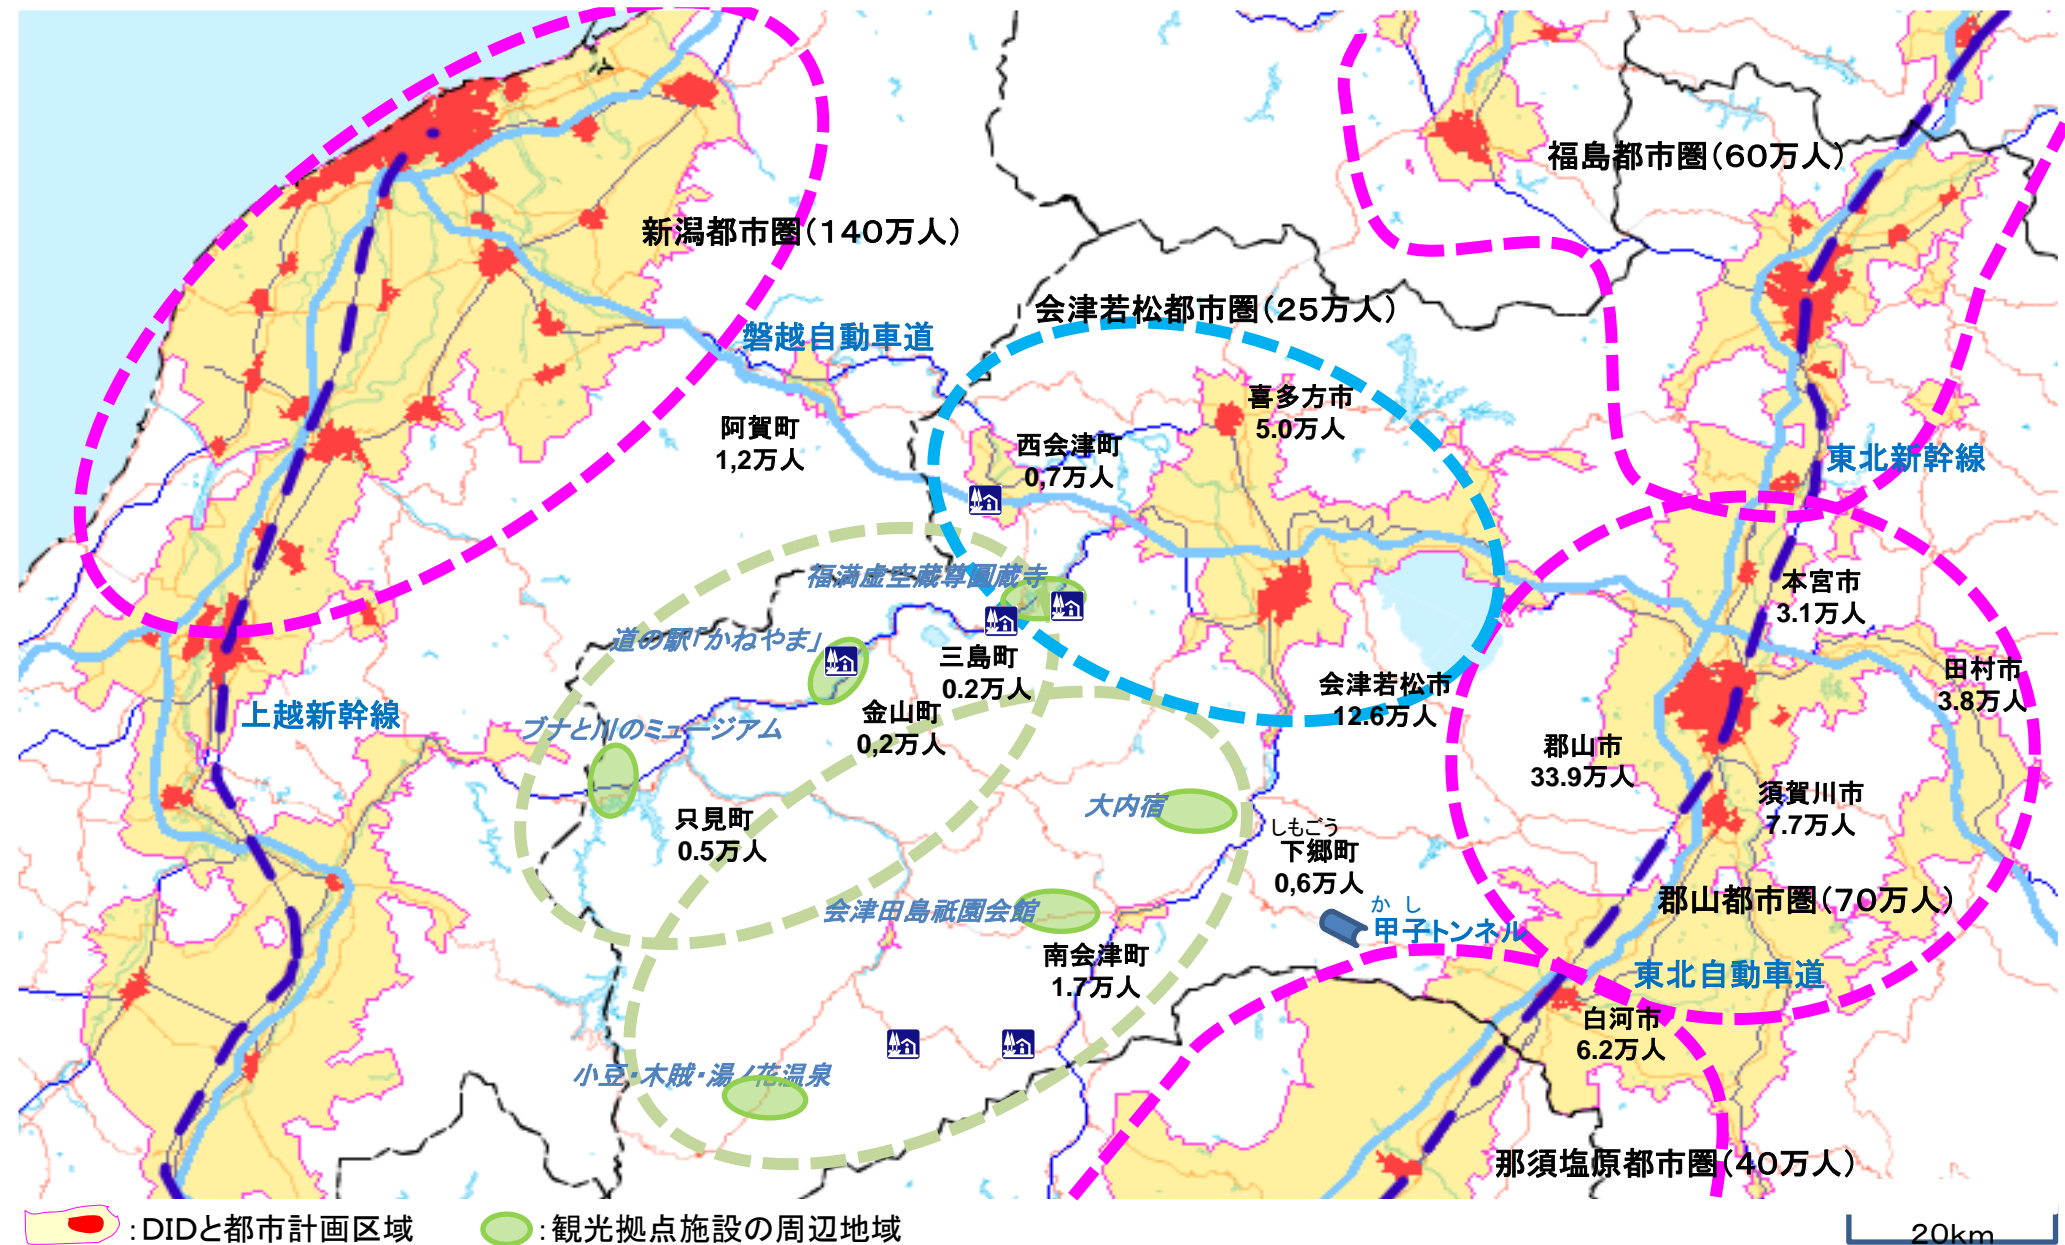 福島都市圏（60万人）
新潟都市圏（140万人）
会津若松都市圏（25万人）
磐越自動車道
喜多方市
5.0万人
阿賀町
1,2万人
西会津町
0,7万人
東北新幹線
福満虚空蔵尊圓蔵寺
本宮市
3.1万人
道の駅「かねやま」
三島町
0.2万人
田村市
3.8万人
会津若松市
12.6万人
上越新幹線
金山町
0,2万人
ブナと川のミュージアム
郡山市
33.9万人
須賀川市
7.7万人
大内宿
只見町
0.5万人
しもごう
下郷町
0,6万人
郡山都市圏（70万人）
会津田島祇園会館
かし
甲子トンネル
南会津町
1.7万人
東北自動車道
白河市
6.2万人
小豆・木賊・湯ノ花温泉
那須塩原都市圏（40万人）
：DIDと都市計画区域
：観光拠点施設の周辺地域
20km